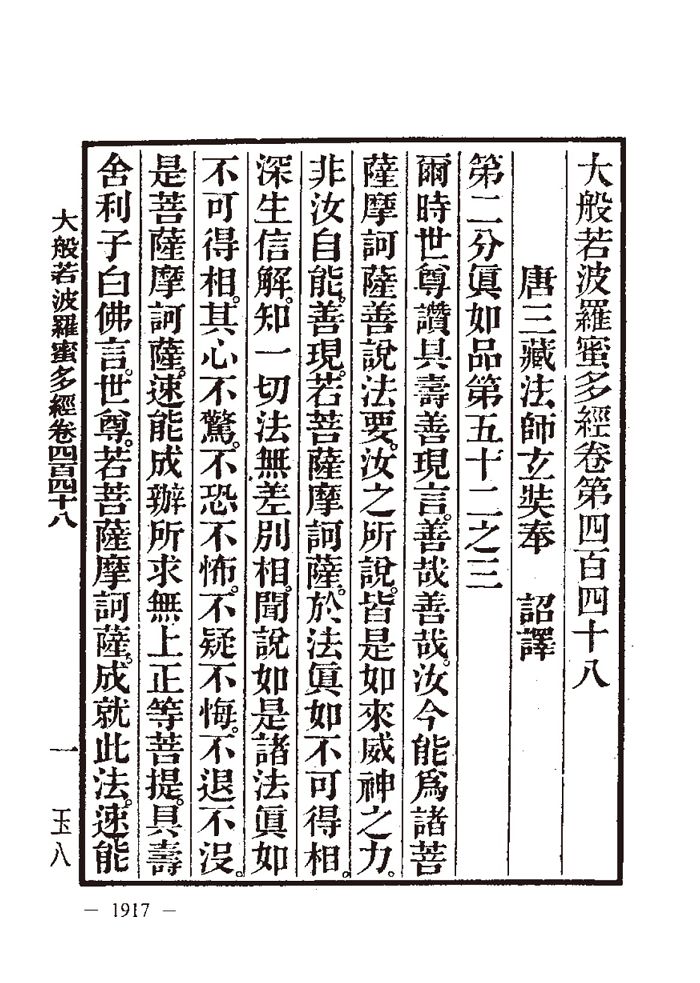 大般若波羅蜜多經卷第四百四十八
唐三藏法師玄奘奉　詔譯
第二分眞如品第五十二之三
爾時世尊讚具壽善現言。善哉善哉。汝今能爲諸菩
薩摩訶薩善說法要。汝之所說。皆是如來威神之力。
非汝自能。善現。若菩薩摩訶薩。於法眞如不可得相。
深生信解。知一切法無差別相。聞說如是諸法眞如
不可得相。其心不驚。不恐不怖。不疑不悔。不退不沒。
是菩薩摩訶薩。速能成辦所求無上正等菩提。具壽
舍利子白佛言。世尊。若菩薩摩訶薩。成就此法。速能
大般若波羅蜜多經卷四百四十八　一　玉八
— 1917 —